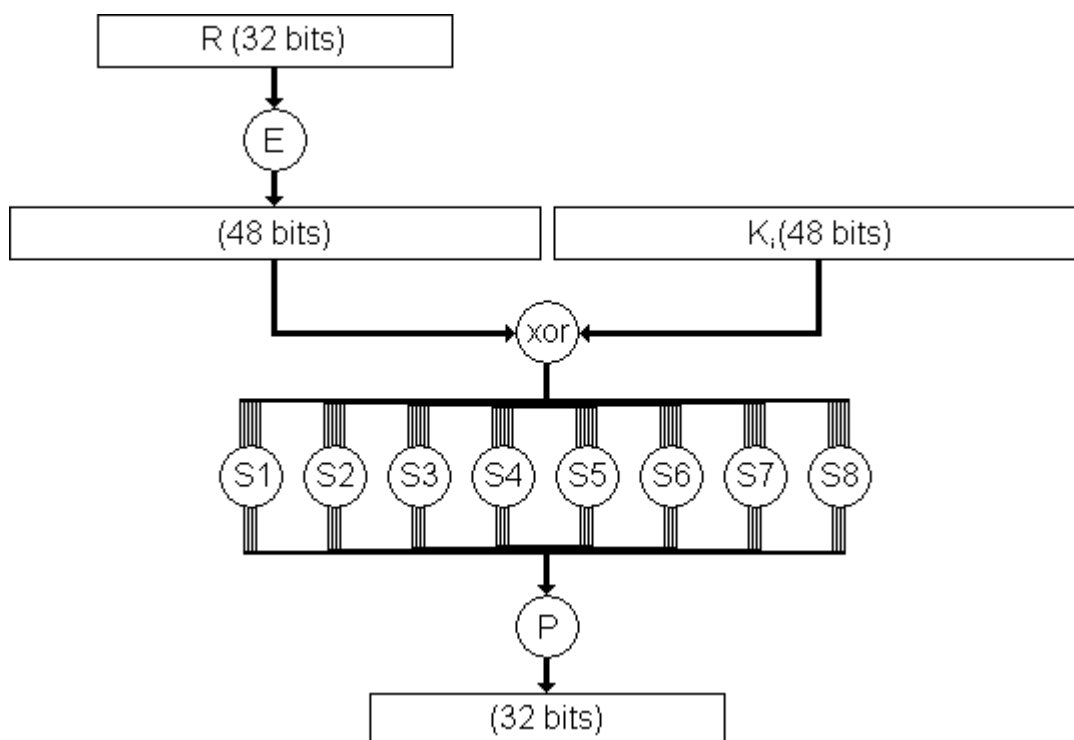 R (32 bits)
E
(48 bits)
Ki(48 bits)
xor
S1 S2 S3 S4 S5 S6 S7 S8
P
(32 bits)